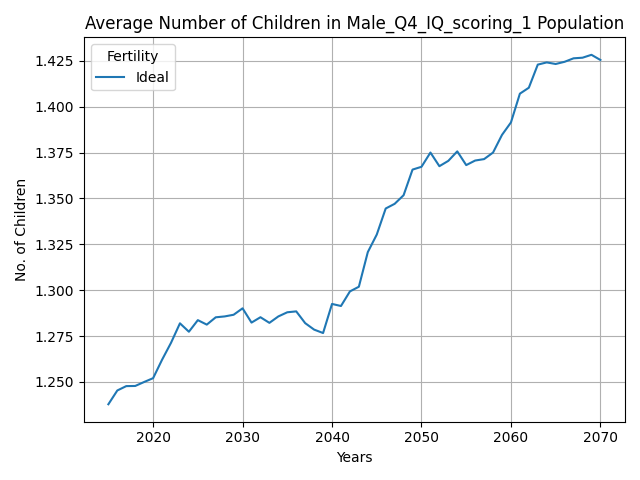 Average Number of Children in Male_Q4_IQ_scoring_1 Population
Fertility
Ideal
No. of Children
1.425
1.400
1.375
1.350
1.325
1.300
1.275
1.250
2020 2030 2040 2050 2060 2070
Years